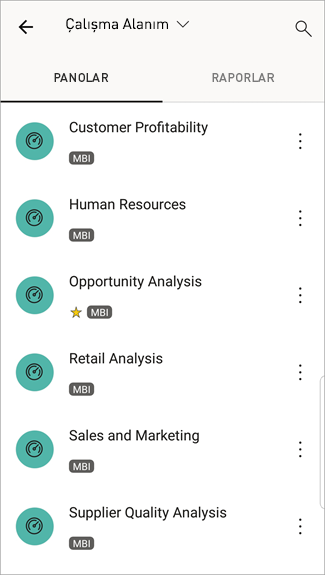 Çalışma Alanım
PANOLAR
RAPORLAR
Customer Profitability
MBI
Human Resources
MBI
Opportunity Analysis
MBI
Retail Analysis
MBI
Sales and Marketing
MBI
Supplier Quality Analysis
MBI